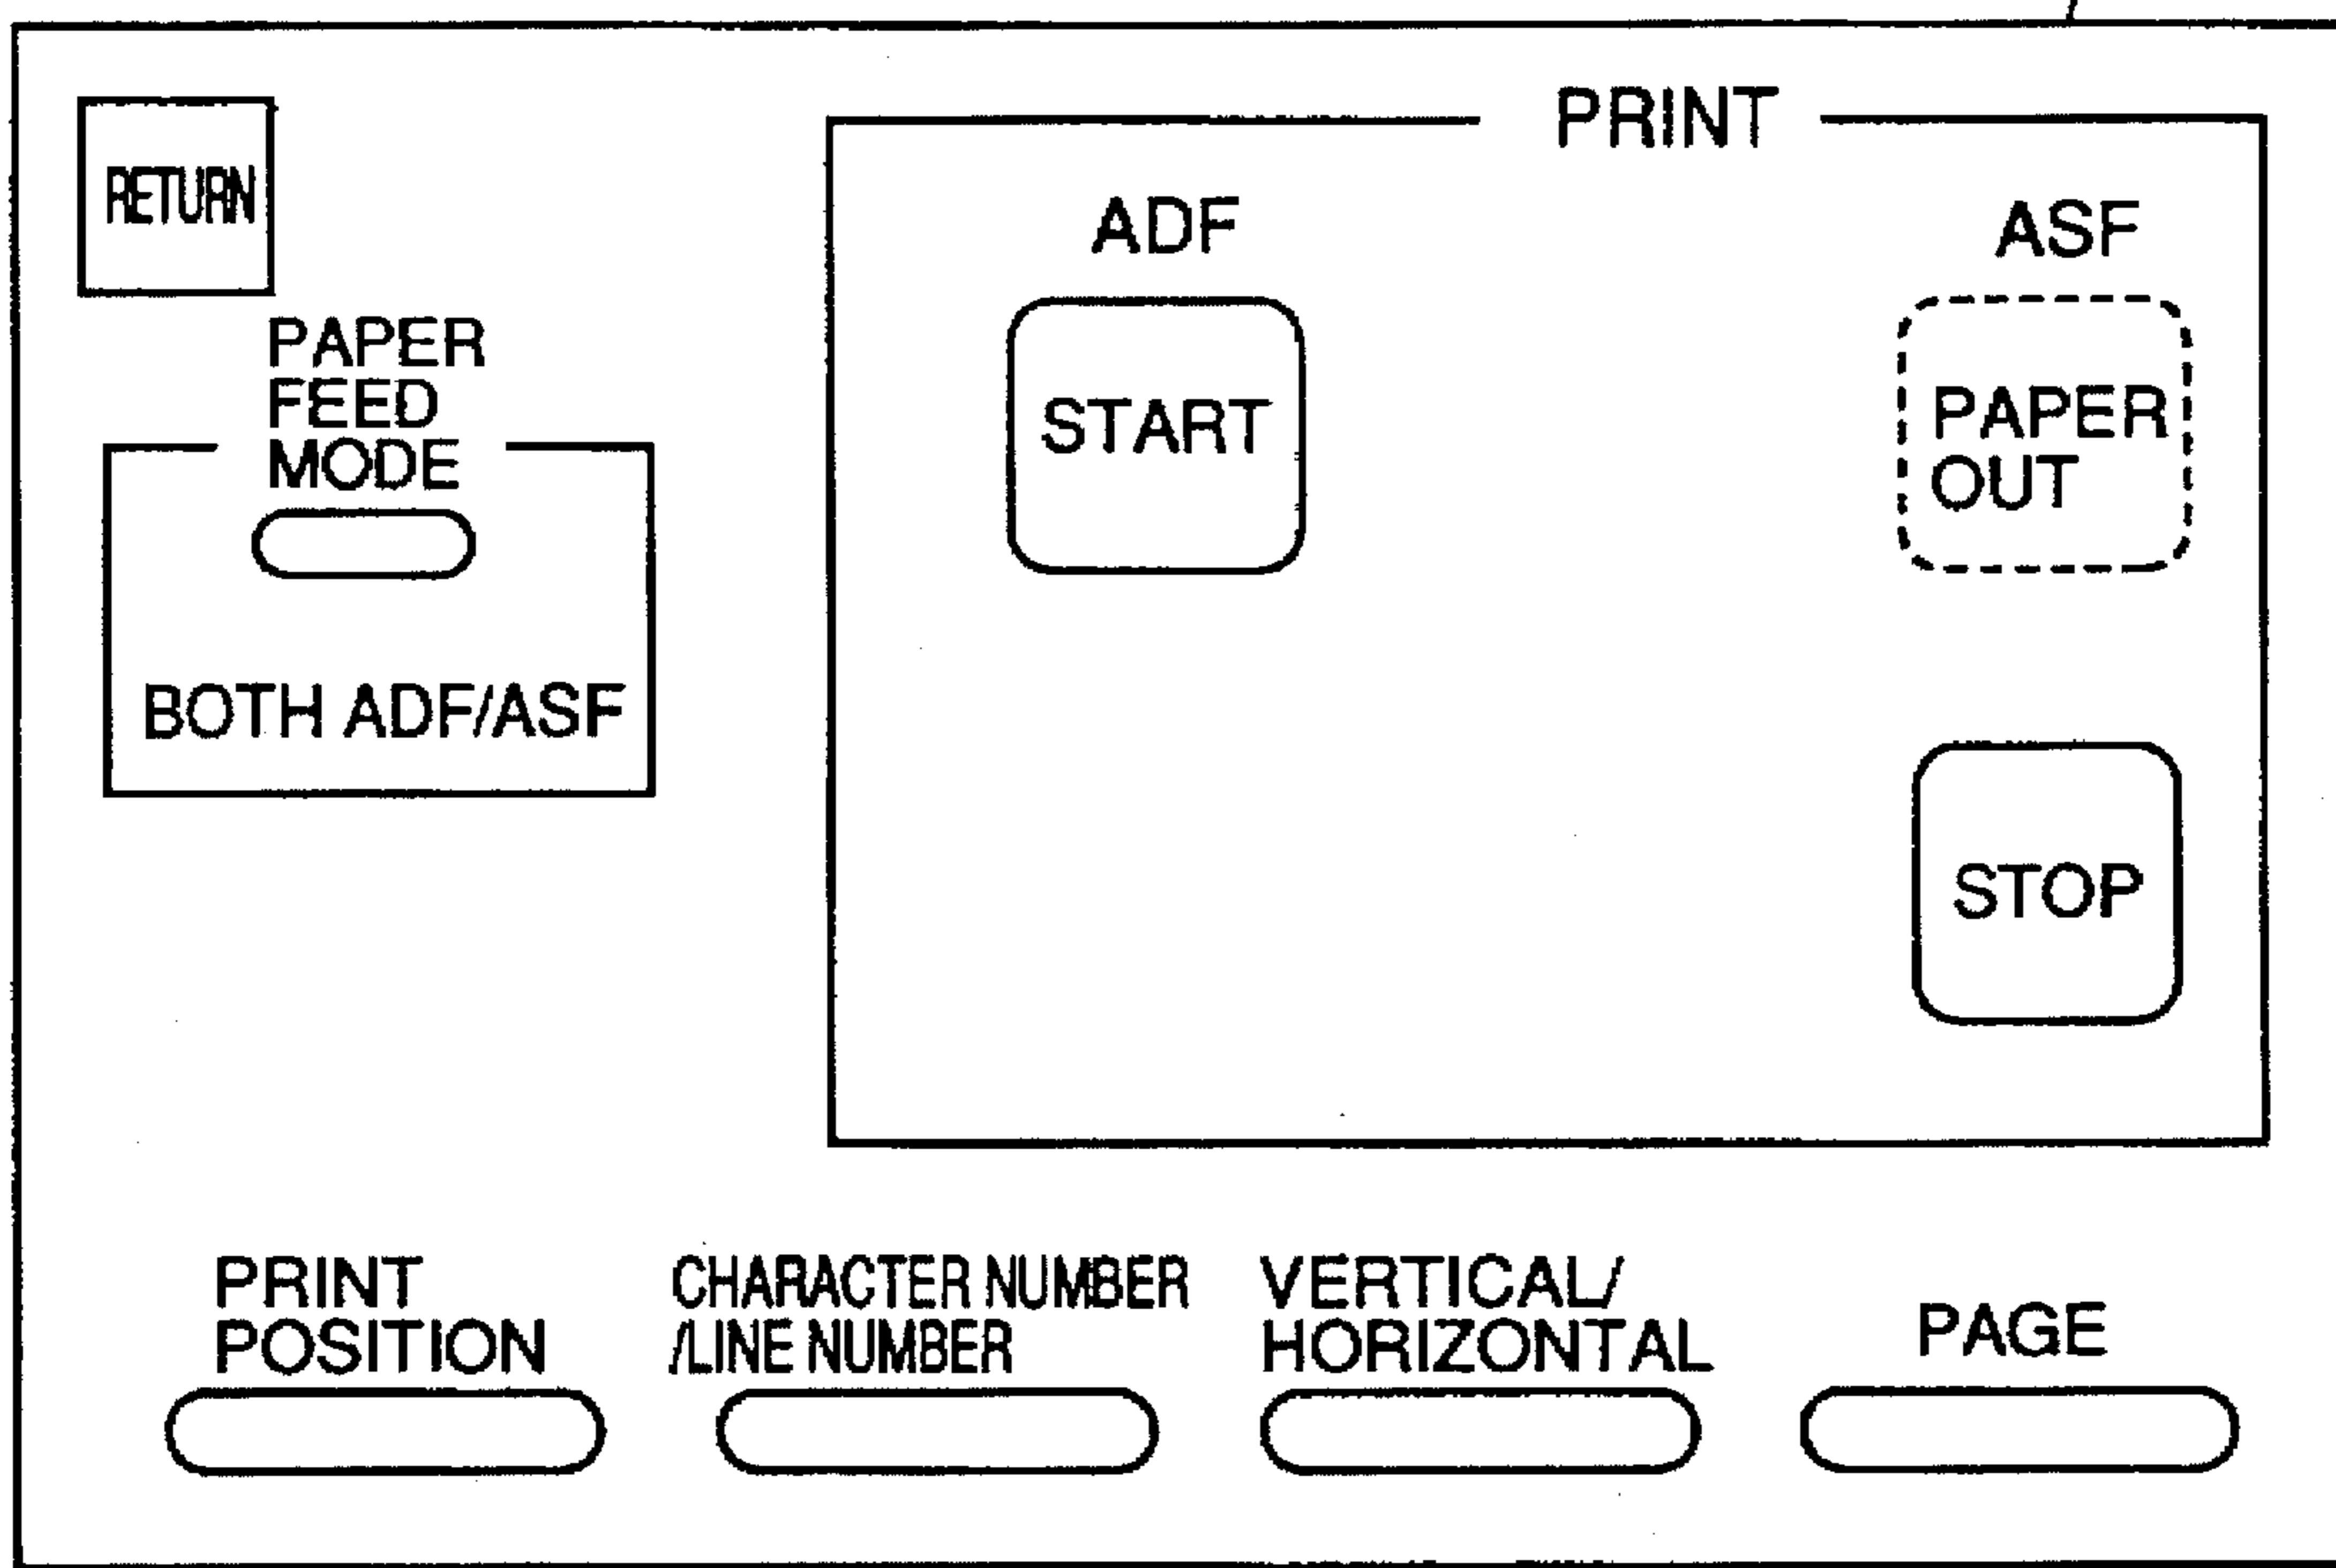 RETURN
PAPER
FEED
MODE
BOTH ADF/ASF
PRINT
ADF
ASF
START
PAPER
OUT
STOP
PRINT
POSITION
CHARACTER NUMBER
/LINE NUMBER
VERTICAL/
HORIZONTAL
PAGE